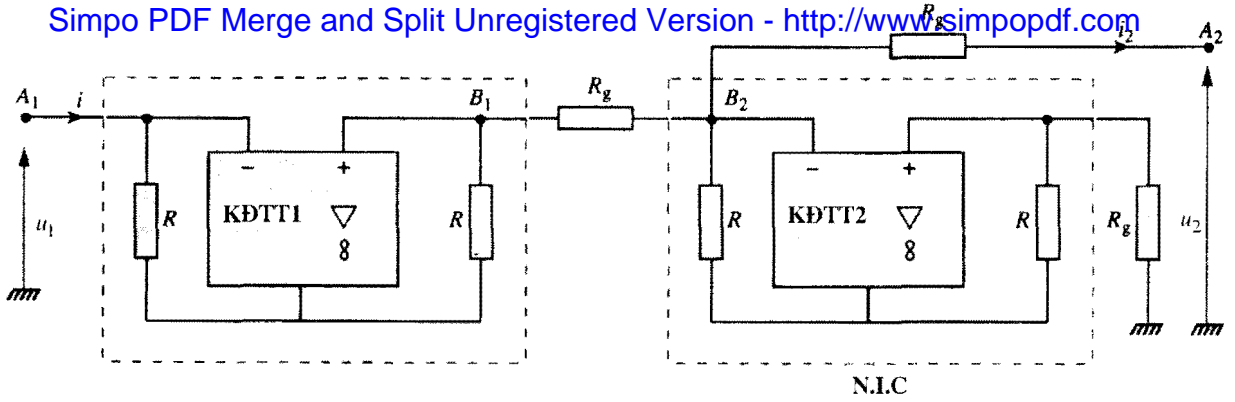 Simpo PDF Merge and Split Unregistered Version - http://www.simpopdf.com
R_g
i_2
A_2
A_1
i
B_1
R_g
B_2
- +
- +
u_1
R
KĐTT1
▽
∞
R
R
KĐTT2
▽
∞
R
R_g
u_2
N.I.C